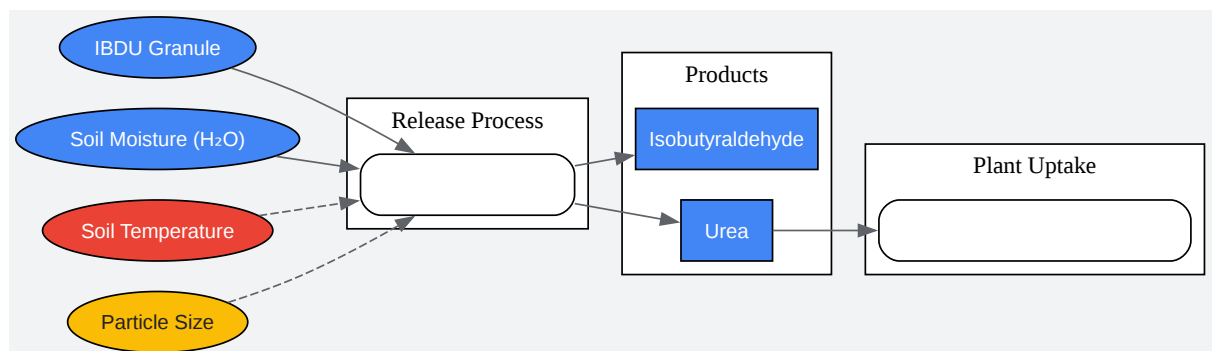 IBDU Granule
Soil Moisture (H₂O)
Soil Temperature
Particle Size
Release Process
Products
Isobutyraldehyde
Urea
Plant Uptake